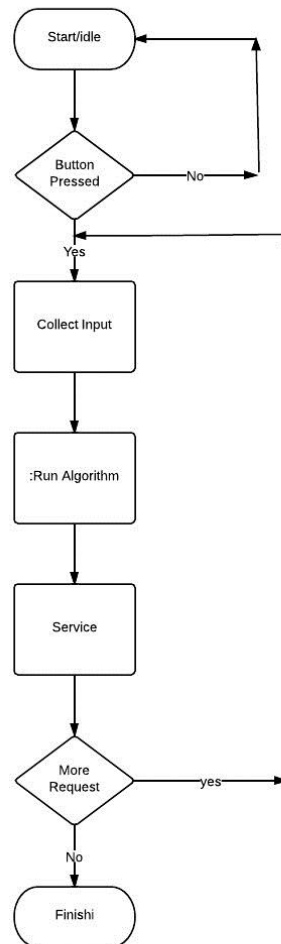 Start/idle
Button
Pressed
No
Yes
Collect Input
:Run Algorithm
Service
More
Request
yes
No
Finishi